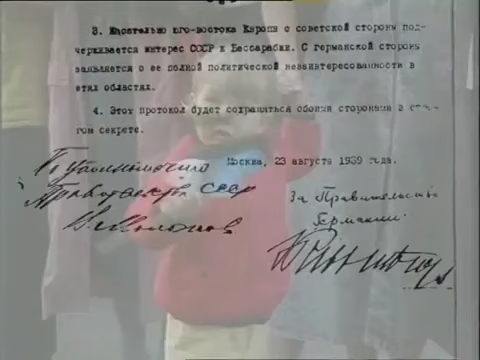 3. Касательно юго-востока Европы с советской стороны под-
черкивается интерес СССР к Бессарабии. С германской стороны
заявляется о ее полной политической незаинтересованности в
этих областях.
4. Этот протокол будет сохраняться обоими сторонами в стро-
гом секрете.
Москва, 23 августа 1939 года.
По уполномочию
Правительства СССР
В. Молотов
За Правительство
Германии: